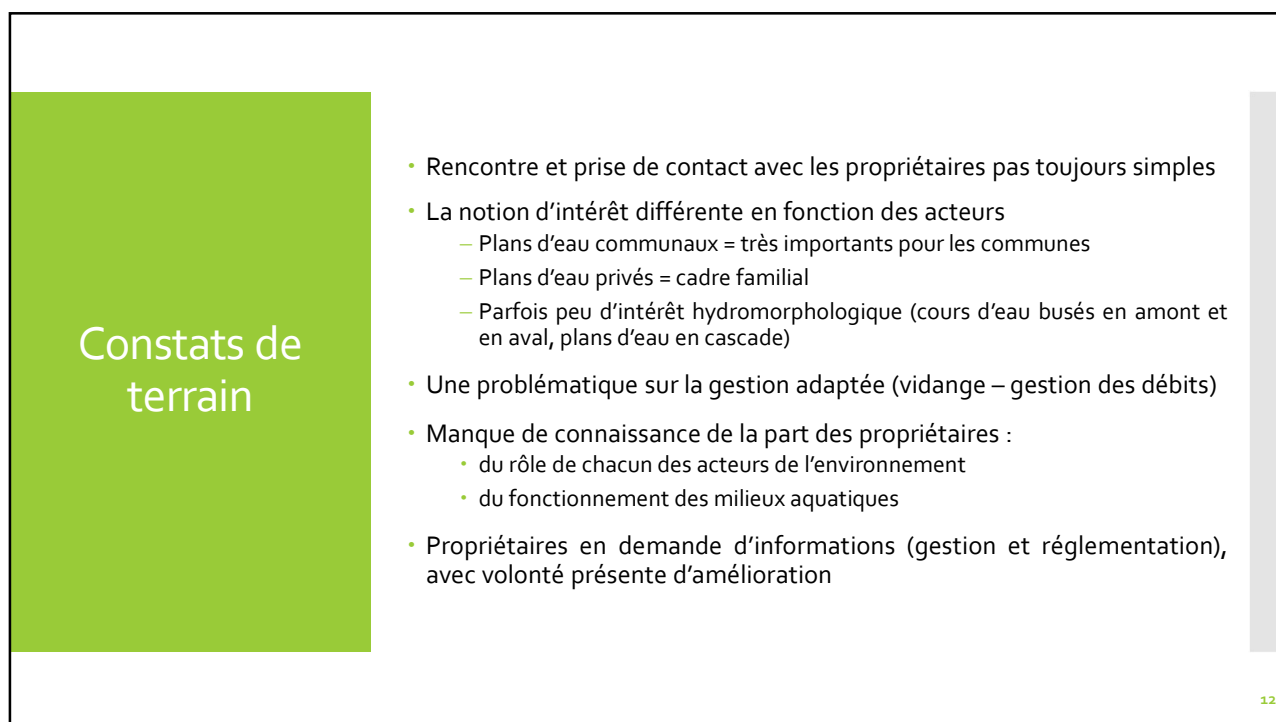 Constats de
terrain
• Rencontre et prise de contact avec les propriétaires pas toujours simples
• La notion d’intérêt différente en fonction des acteurs
– Plans d’eau communaux = très importants pour les communes
– Plans d’eau privés = cadre familial
– Parfois peu d’intérêt hydromorphologique (cours d’eau busés en amont et
en aval, plans d’eau en cascade)
• Une problématique sur la gestion adaptée (vidange – gestion des débits)
• Manque de connaissance de la part des propriétaires :
• du rôle de chacun des acteurs de l’environnement
• du fonctionnement des milieux aquatiques
• Propriétaires en demande d’informations (gestion et réglementation),
avec volonté présente d’amélioration
12